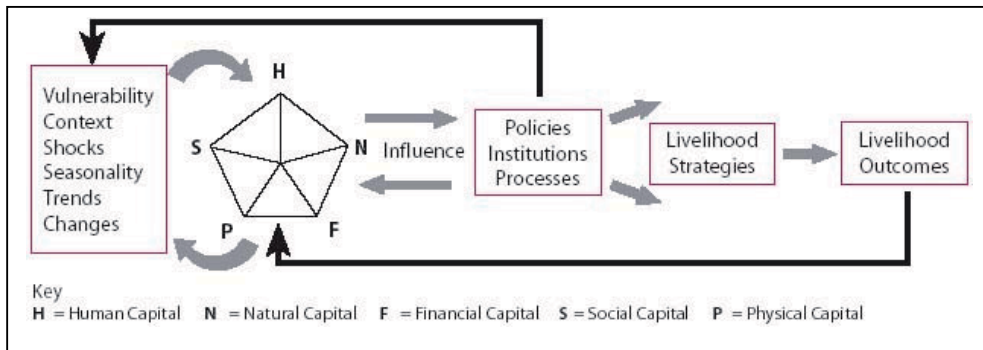 Vulnerability
Context
Shocks
Seasonality
Trends
Changes
H
S
N
P
F
Influence
Policies
Institutions
Processes
Livelihood
Strategies
Livelihood
Outcomes
Key
H = Human Capital N = Natural Capital F = Financial Capital S = Social Capital P = Physical Capital